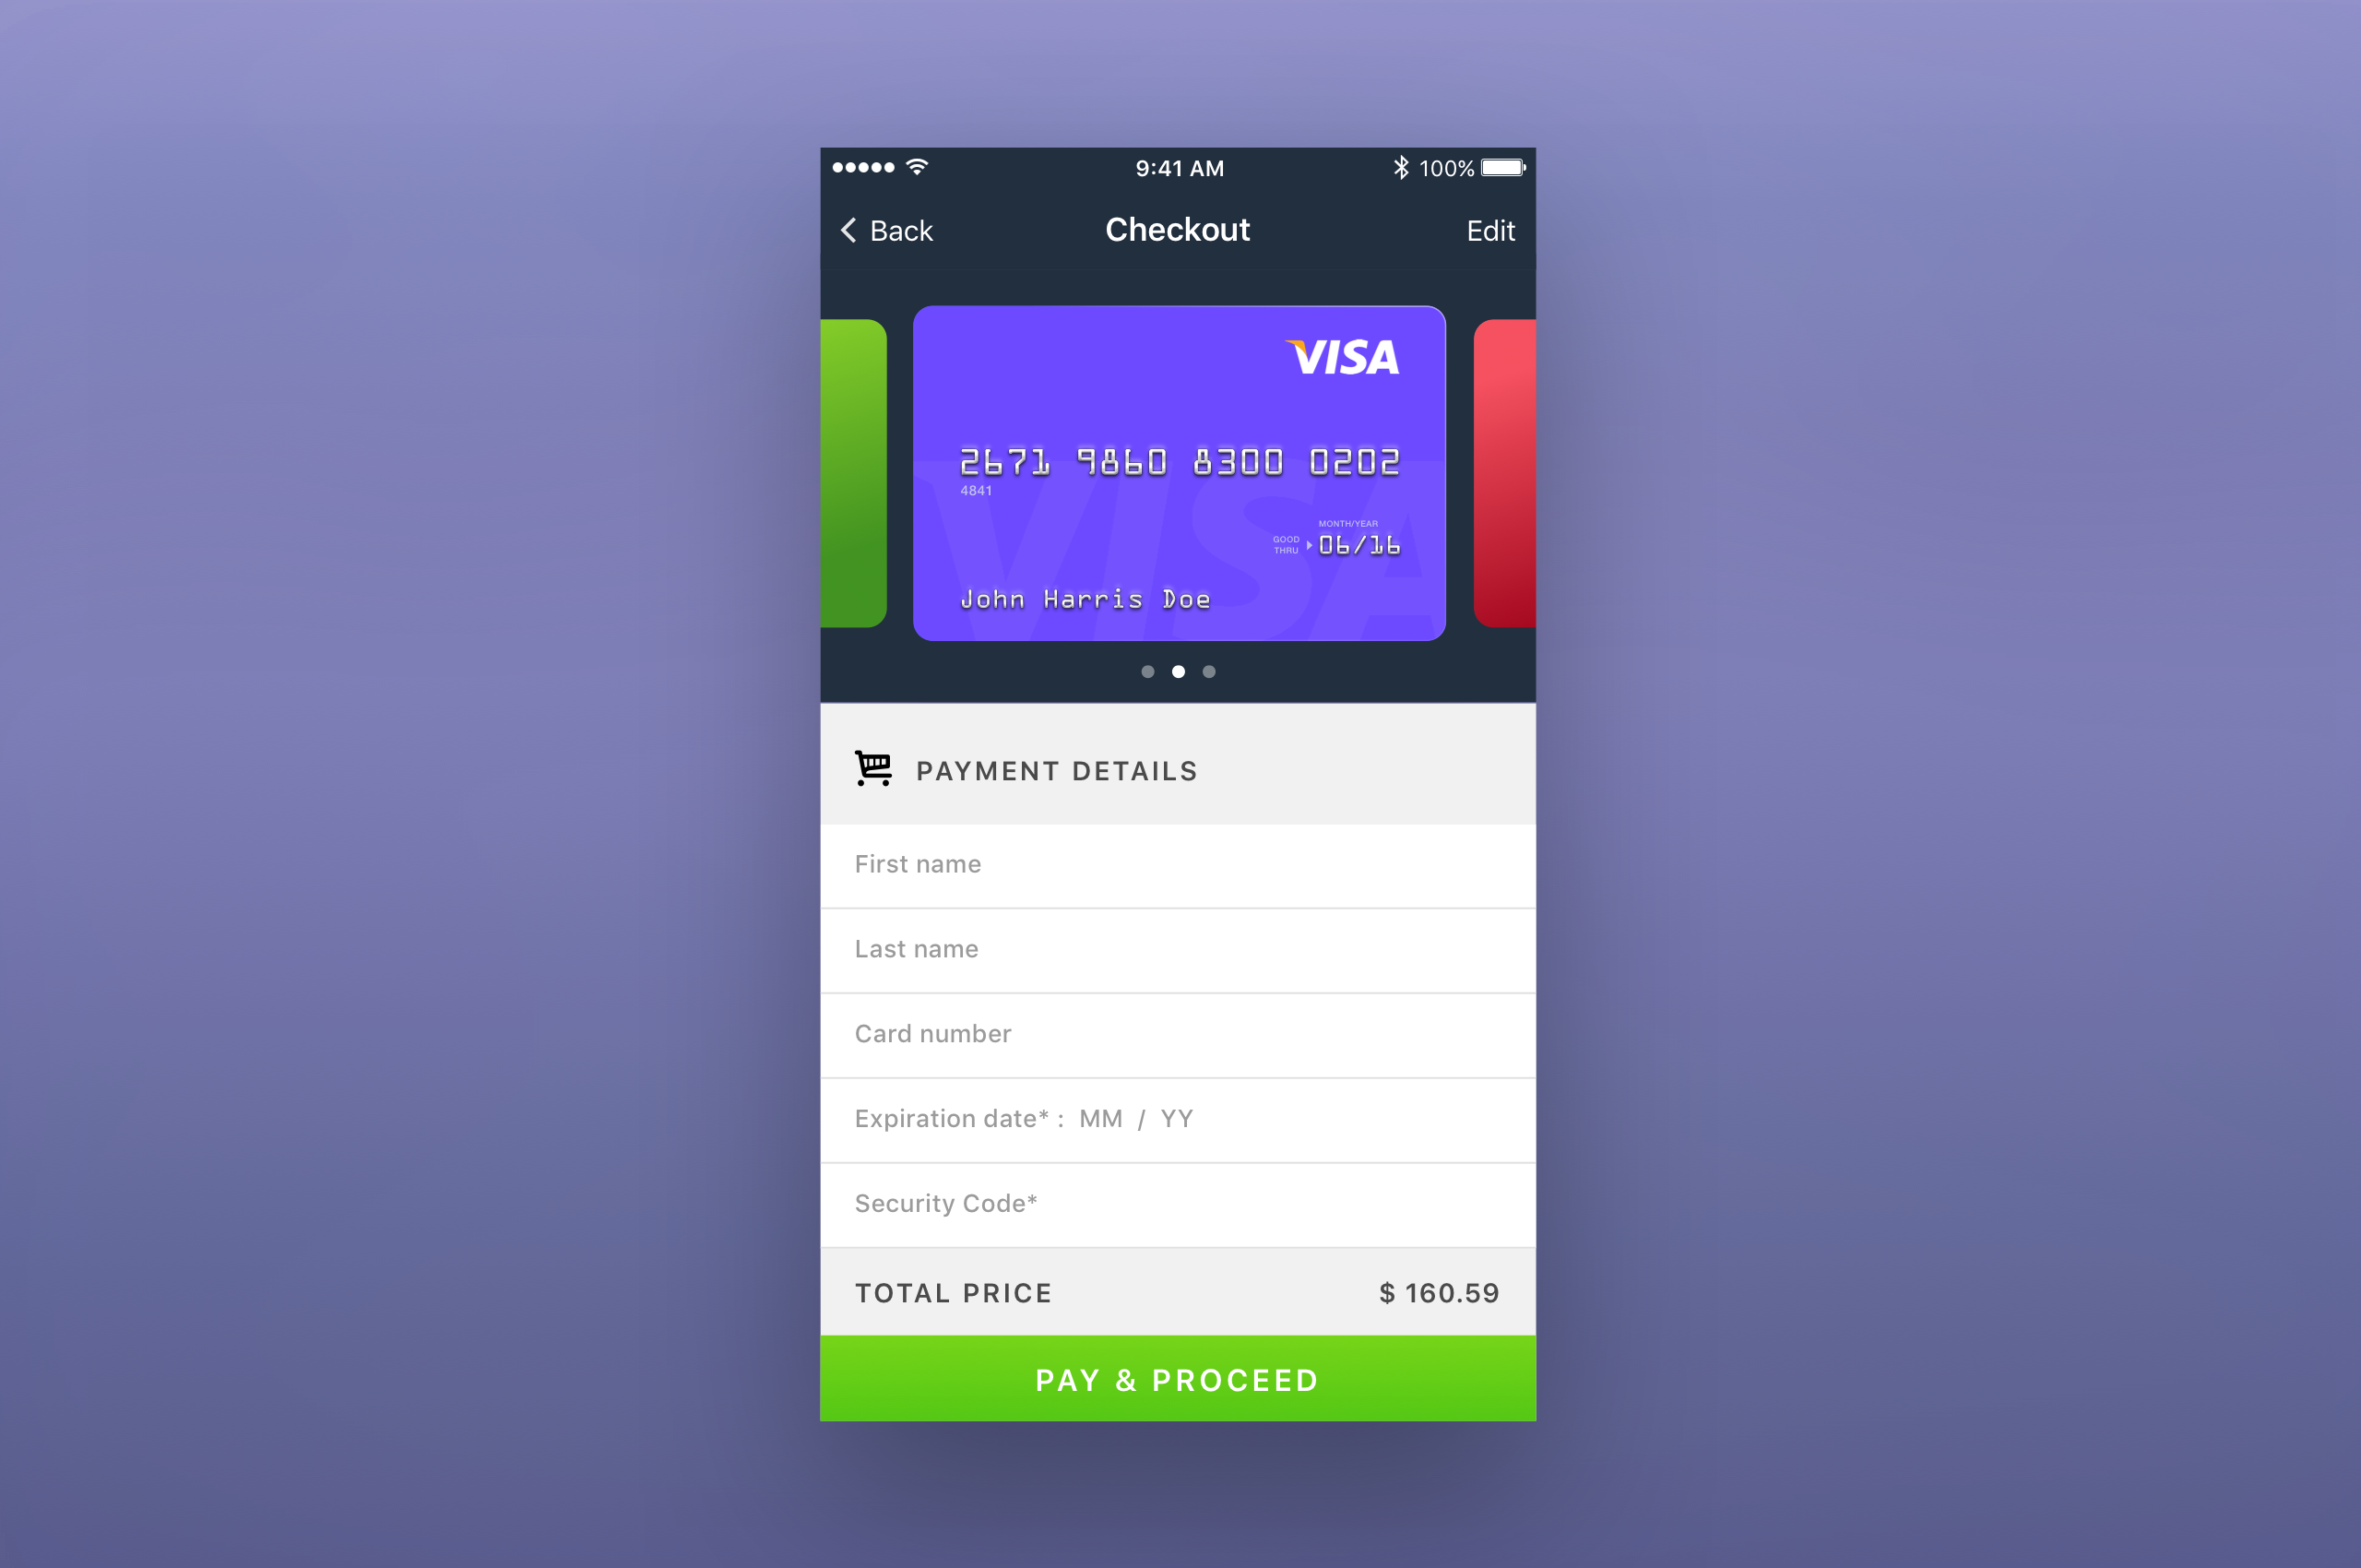 9:41 AM
100%
Back
Checkout
Edit
VISA
2671 9860 8300 0202
4841
MONTH/YEAR
GOOD THRU
06/16
John Harris Doe
VISA
PAYMENT DETAILS
First name
Last name
Card number
Expiration date* : MM / YY
Security Code*
TOTAL PRICE
$ 160.59
PAY & PROCEED